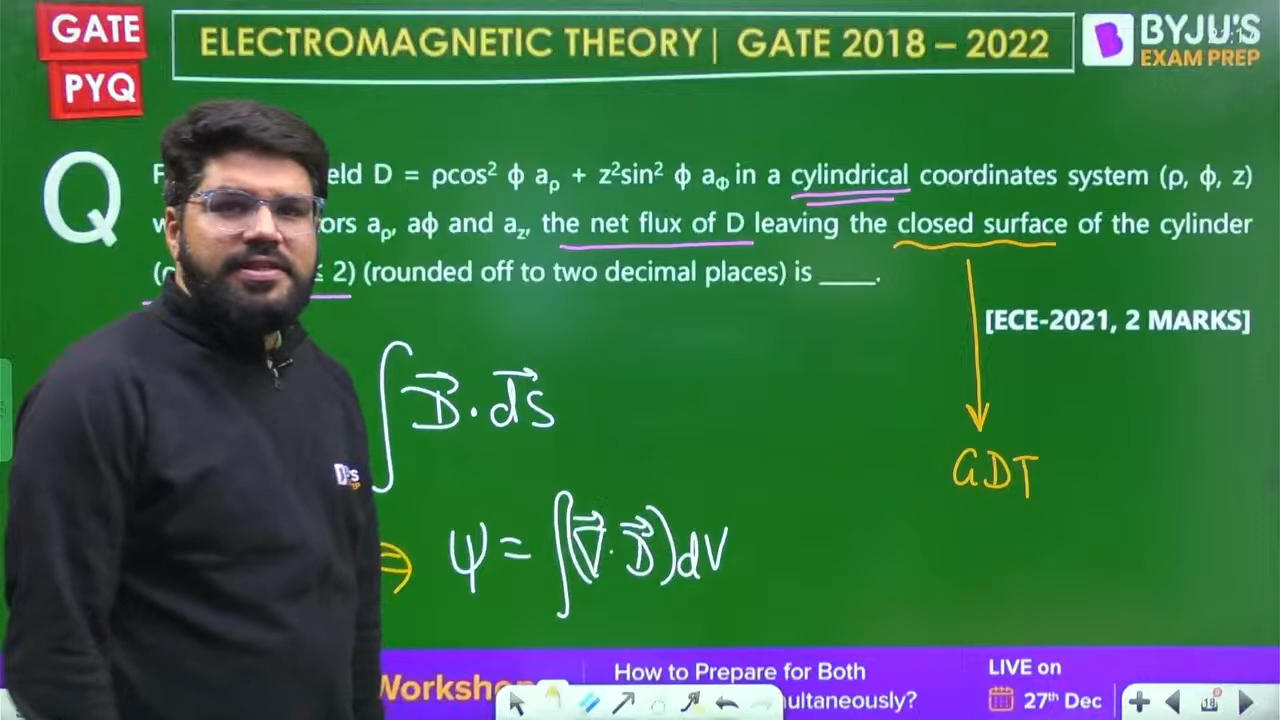 GATE
PYQ
ELECTROMAGNETIC THEORY| GATE 2018 – 2022
BYJU'S
EXAM PREP
Q
eld D = ρcos² ϕ aρ + z²sin² ϕ aΦ in a cylindrical coordinates system (ρ, ϕ, z)
ors aρ, aϕ and az, the net flux of D leaving the closed surface of the cylinder
≤ 2) (rounded off to two decimal places) is ____.
[ECE-2021, 2 MARKS]
∫ D⃗ . ds⃗
GDT
⇒ ψ = ∫(∇⃗ . D⃗)dV
Workshop
How to Prepare for Both
ultaneously?
LIVE on
27th Dec
18